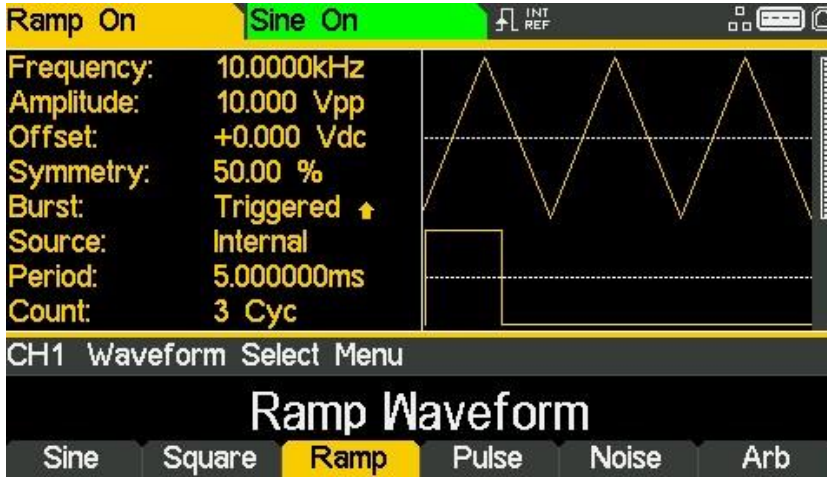 Ramp On Sine On INT REF
Frequency: 10.0000kHz
Amplitude: 10.000 Vpp
Offset: +0.000 Vdc
Symmetry: 50.00 %
Burst: Triggered
Source: Internal
Period: 5.000000ms
Count: 3 Cyc
CH1 Waveform Select Menu
Ramp Waveform
Sine Square Ramp Pulse Noise Arb